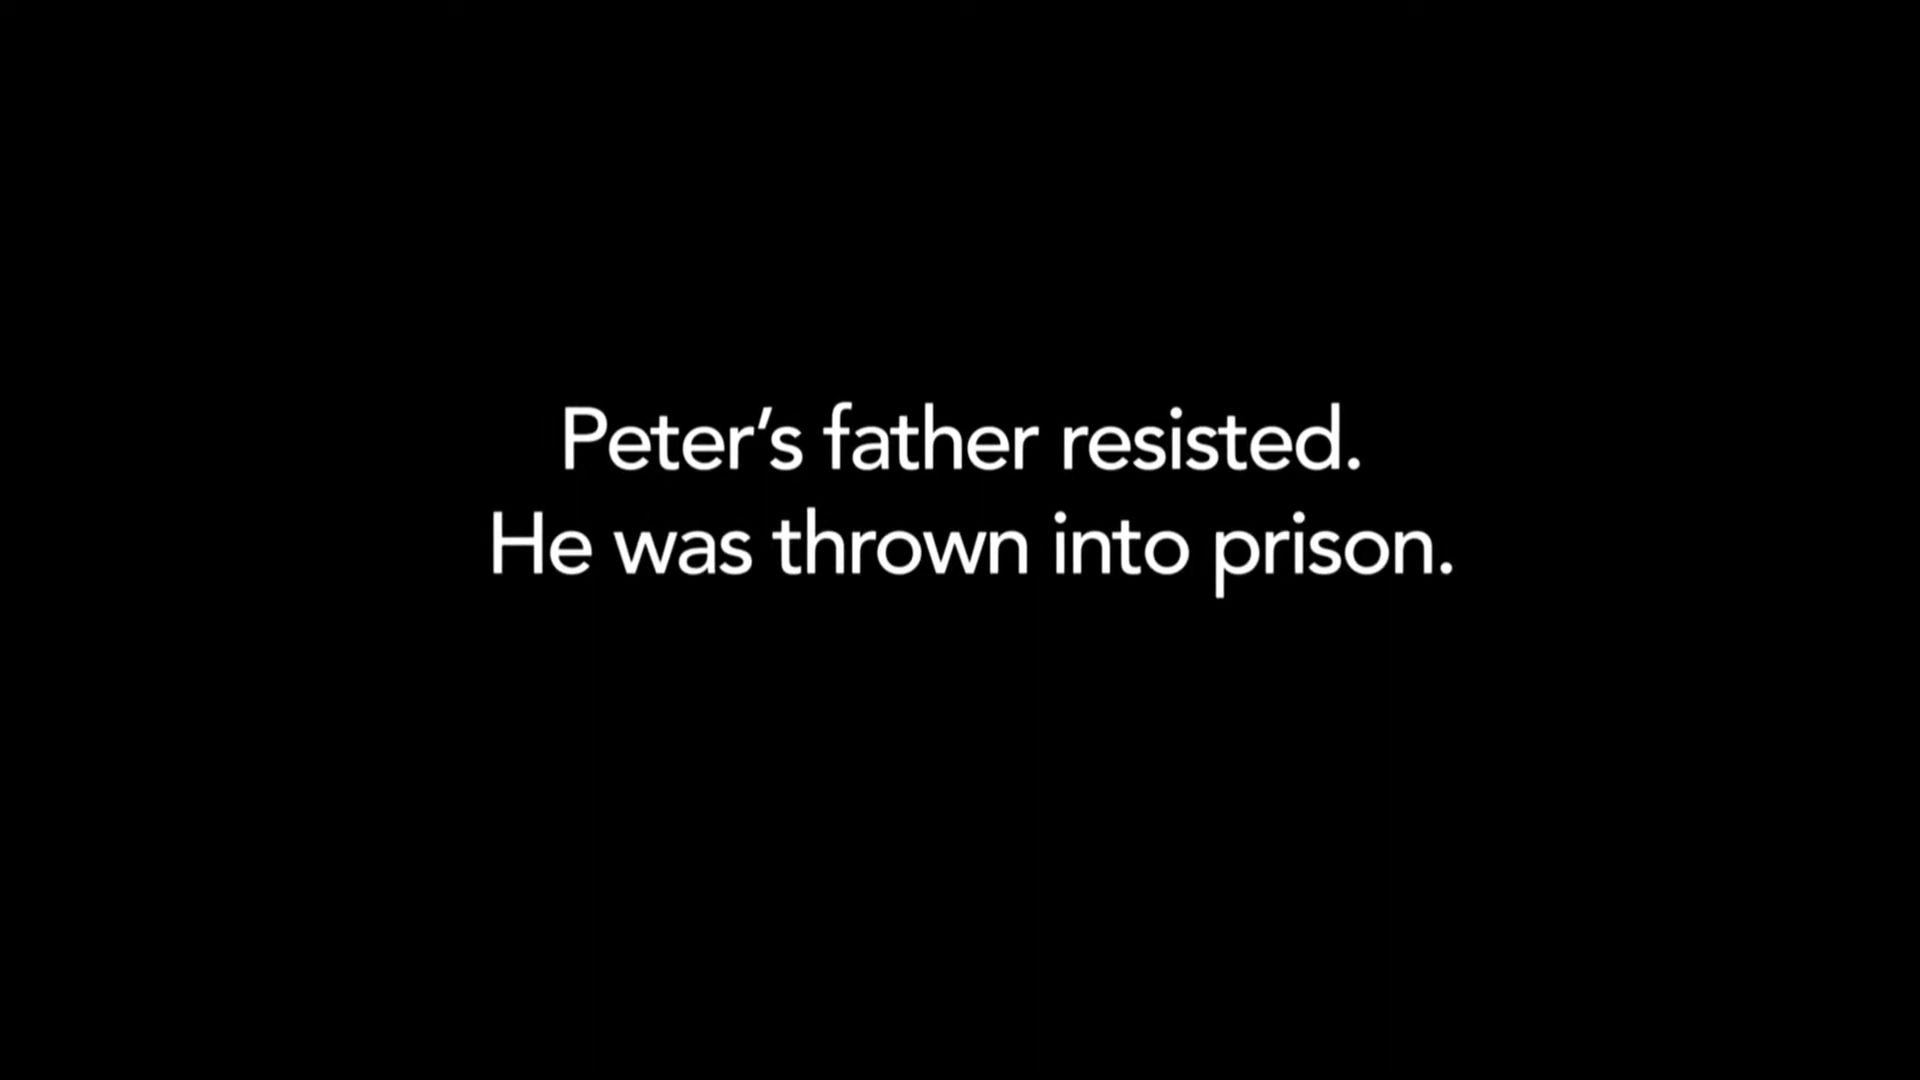 Peter’s father resisted.
He was thrown into prison.